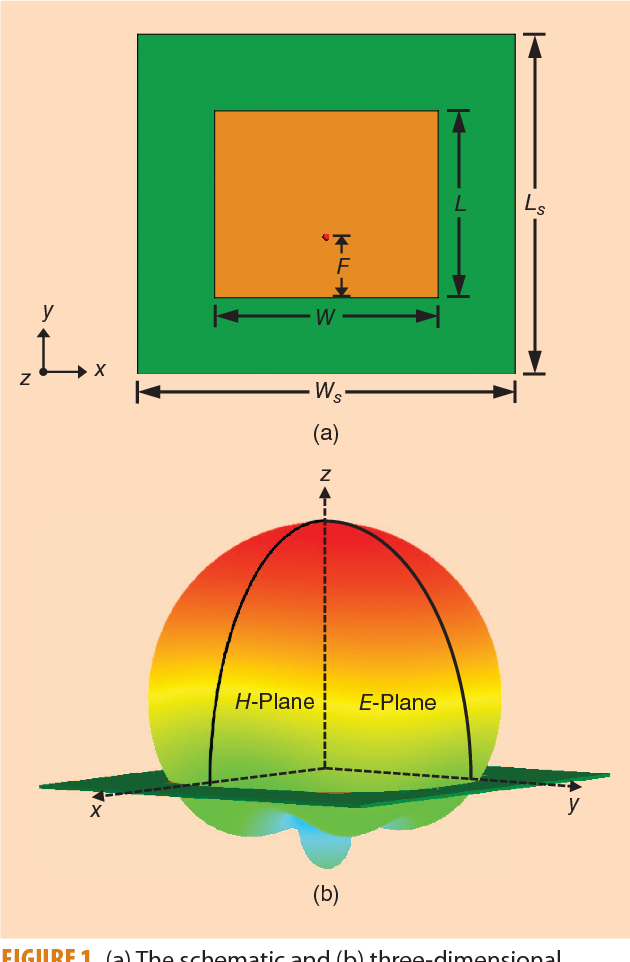 L
Ls
F
W
y
z
x
Ws
(a)
z
H-Plane
E-Plane
x
y
(b)
FIGURE 1. (a) The schematic and (b) three-dimensional